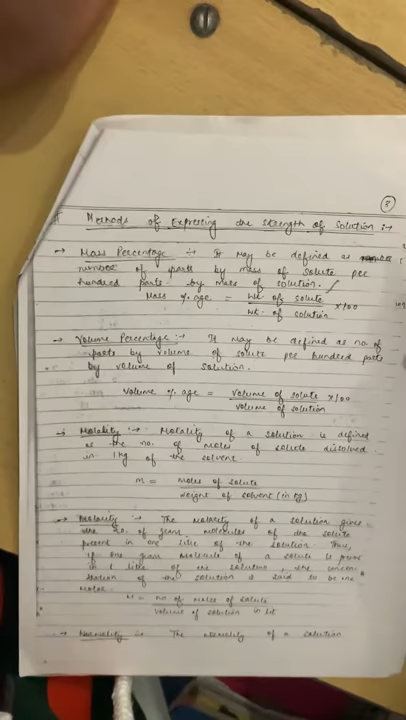 8
Methods of Expressing the strength of Solution :→
→ Mass Percentage :→ It may be defined as
number of parts by mass of solute per
hundred parts by mass of solution.
Mass %age = Wt. of solute x100
Wt. of solution
→ Volume Percentage :→ It may be defined as no. of
parts by volume of solute per hundred parts
by volume of solution.
Volume %age = Volume of solute x100
Volume of solution
→ Molality :→ Molality of a solution is defined
as the no. of moles of solute dissolved
in 1 kg of the solvent.
m = moles of solute
weight of solvent (in kg)
→ Molarity → The molarity of a solution gives
the no. of gram molecules of the solute
present in one litre of the solution. Thus,
if one gram molecule of a solute is
in 1 litre of the solution, the concen-
tration of the solution is said to be one
molar.
M = no. of moles of solute
Volume of solution in lit
→ Normality :→ The normality of a solution